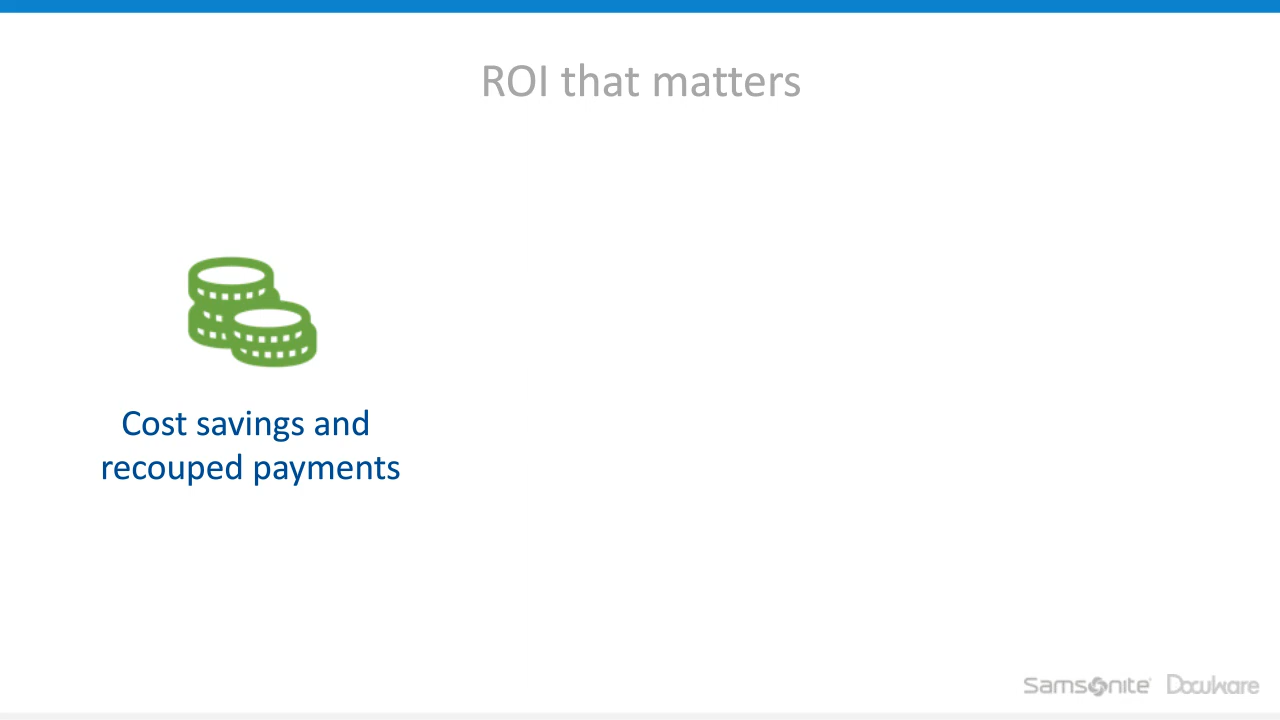 ROI that matters
Cost savings and
recouped payments
Samsonite DocuWare